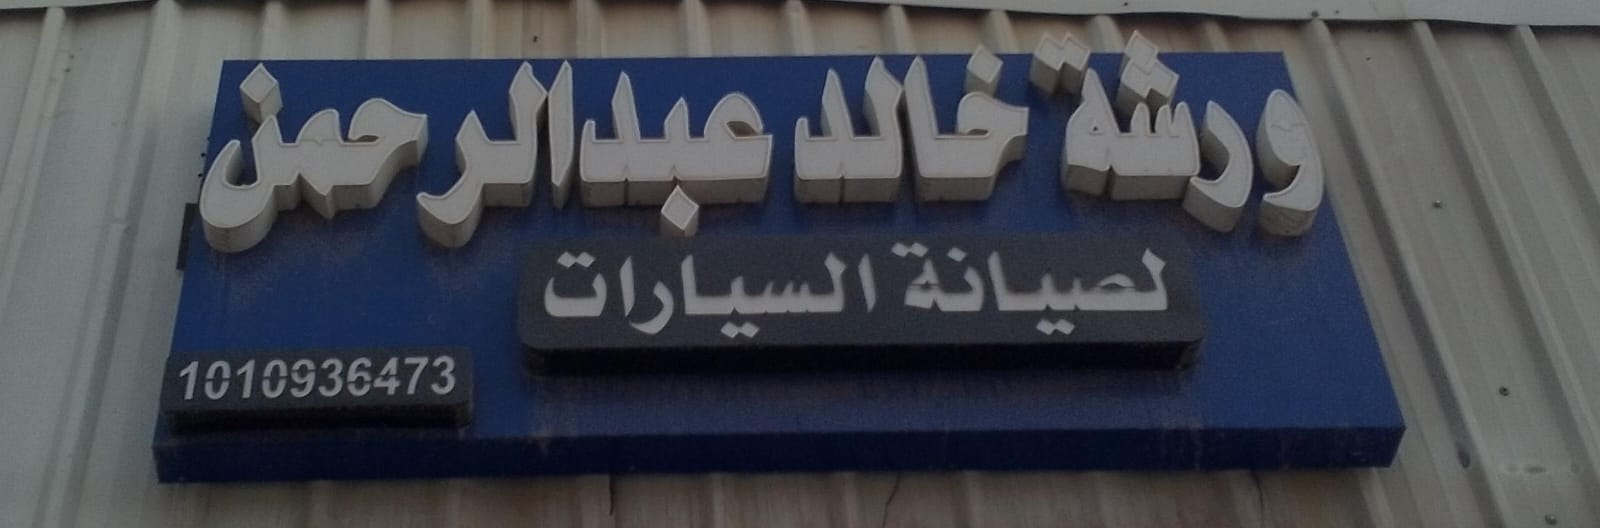 ورشة خالد عبدالرحمن
لصيانة السيارات
1010936473